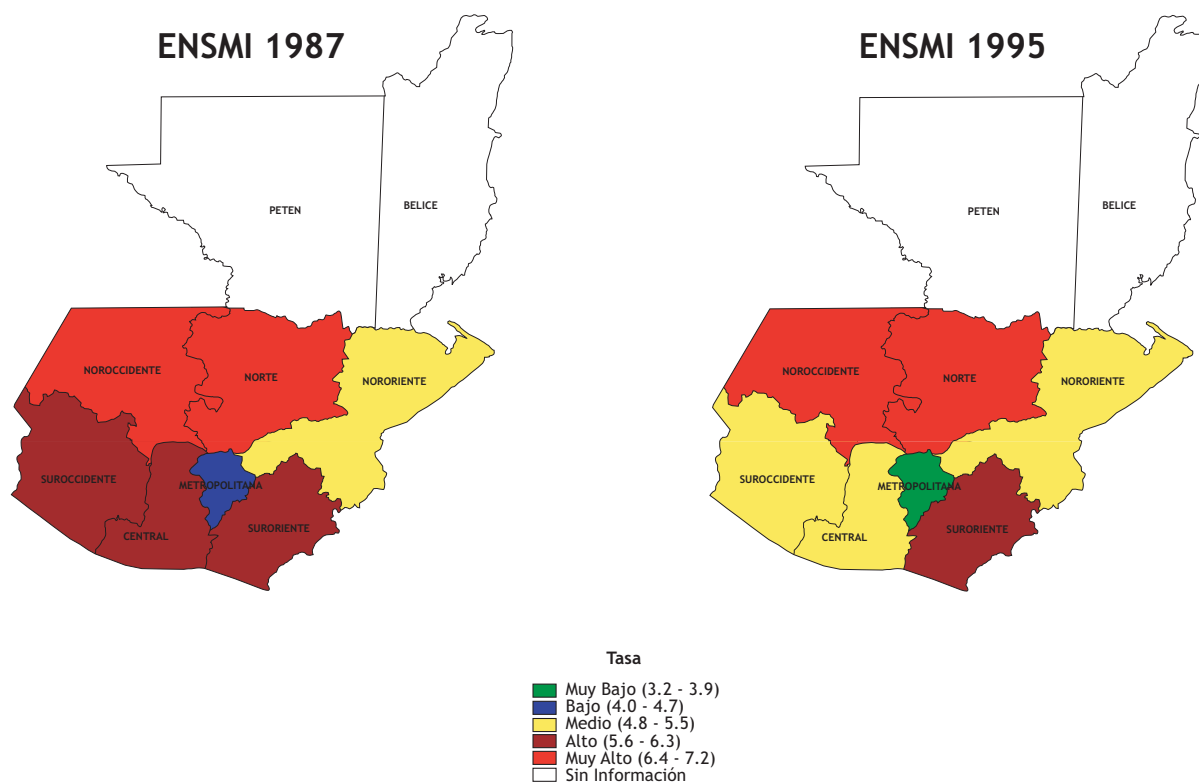 ENSMI 1987
PETEN
BELICE
NOROCCIDENTE
NORTE
NORORIENTE
SUROCCIDENTE
METROPOLITANA
CENTRAL
SURORIENTE
ENSMI 1995
PETEN
BELICE
NOROCCIDENTE
NORTE
NORORIENTE
SUROCCIDENTE
METROPOLITANA
CENTRAL
SURORIENTE
Tasa
Muy Bajo (3.2 - 3.9)
Bajo (4.0 - 4.7)
Medio (4.8 - 5.5)
Alto (5.6 - 6.3)
Muy Alto (6.4 - 7.2)
Sin Información